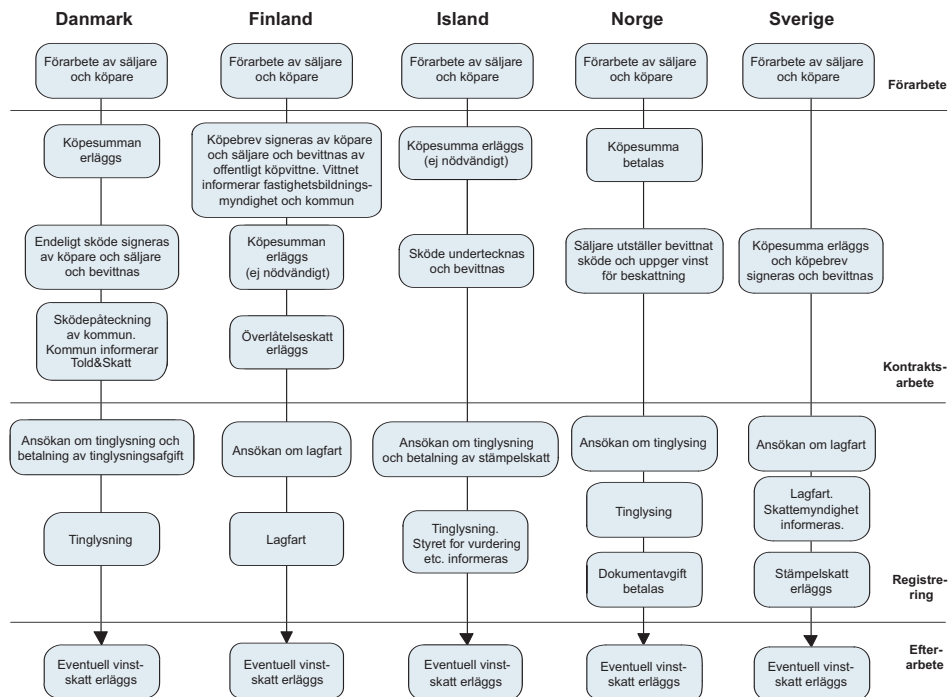 Danmark
Finland
Island
Norge
Sverige
Förarbete av säljare
och köpare
Förarbete av säljare
och köpare
Förarbete av säljare
och köpare
Förarbete av säljare
och köpare
Förarbete av säljare
och köpare
Förarbete
Köpesumman
erläggs
Köpebrev signeras av köpare
och säljare och bevittnas av
offentligt köpvittne. Vittnet
informerar fastighetsbildnings-
myndighet och kommun
Köpesumma erläggs
(ej nödvändigt)
Köpesumma
betalas
Endeligt sköde signeras
av köpare och säljare
och bevittnas
Köpesumman
erläggs
(ej nödvändigt)
Sköde undertecknas
och bevittnas
Säljare utställer bevittnat
sköde och uppger vinst
för beskattning
Köpesumma erläggs
och köpebrev
signeras och bevittnas
Sködepåteckning
av kommun.
Kommun informerar
Told&Skatt
Överlåtelseskatt
erläggs
Kontrakts-
arbete
Ansökan om tinglysning och
betalning av tinglysningsafgift
Ansökan om lagfart
Ansökan om tinglysning
och betalning av stämpelskatt
Ansökan om tinglysing
Ansökan om lagfart
Tinglysning
Lagfart
Tinglysning.
Styret for vurdering
etc. informeras
Tinglysing
Lagfart.
Skattemyndighet
informeras.
Dokumentavgift
betalas
Stämpelskatt
erläggs
Registre-
ring
Eventuell vinst-
skatt erläggs
Eventuell vinst-
skatt erläggs
Eventuell vinst-
skatt erläggs
Eventuell vinst-
skatt erläggs
Eventuell vinst-
skatt erläggs
Efter-
arbete